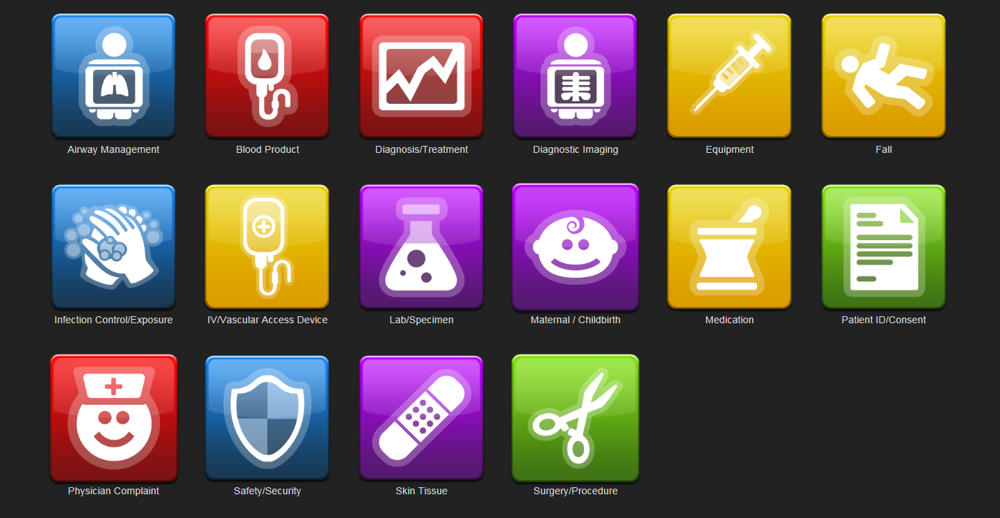 Airway Management
Blood Product
Diagnosis/Treatment
Diagnostic Imaging
Equipment
Fall
Infection Control/Exposure
IV/Vascular Access Device
Lab/Specimen
Maternal / Childbirth
Medication
Patient ID/Consent
Physician Complaint
Safety/Security
Skin Tissue
Surgery/Procedure